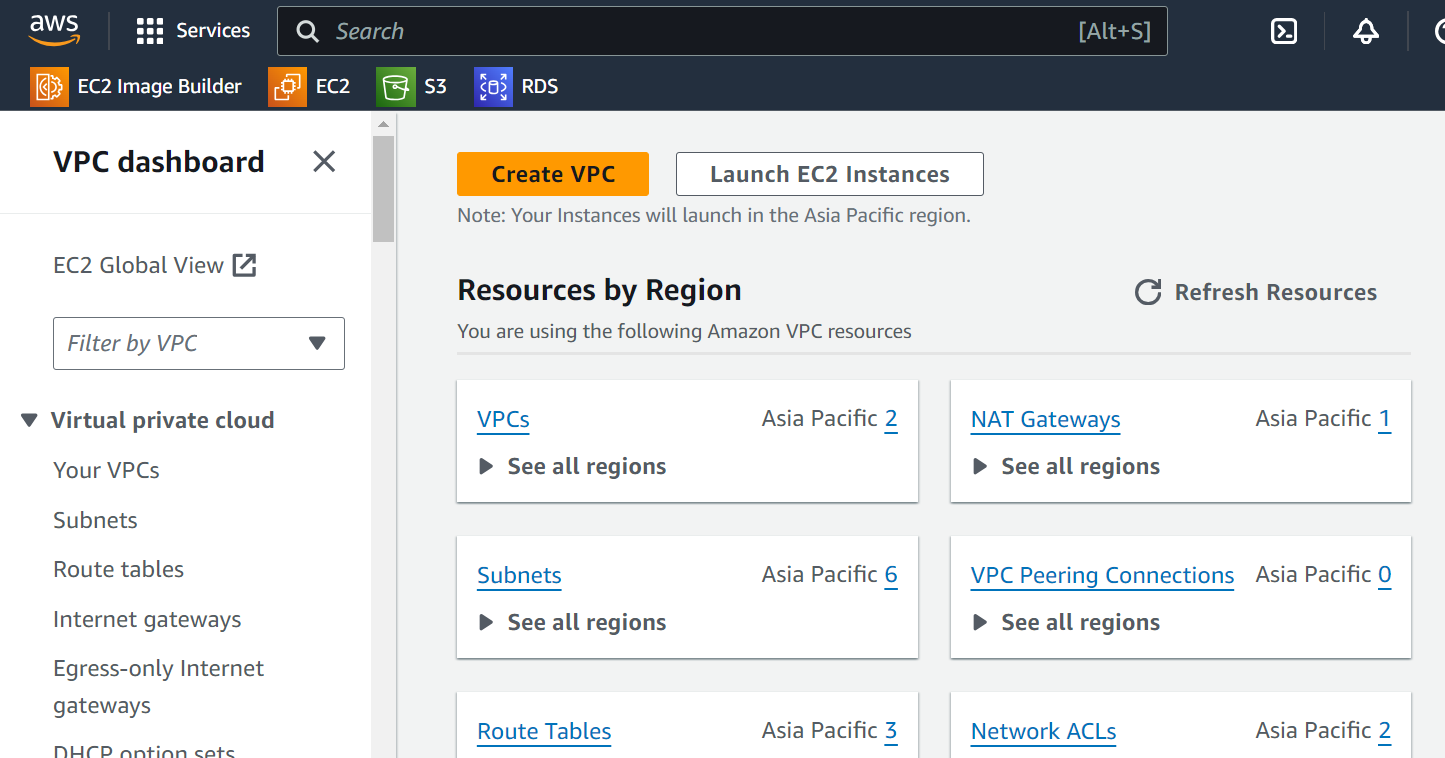 aws
Services
Search
[Alt+S]
EC2 Image Builder
EC2
S3
RDS
VPC dashboard
EC2 Global View
Filter by VPC
Virtual private cloud
Your VPCs
Subnets
Route tables
Internet gateways
Egress-only Internet
gateways
DHCP option sets
Create VPC
Launch EC2 Instances
Note: Your Instances will launch in the Asia Pacific region.
Resources by Region
Refresh Resources
You are using the following Amazon VPC resources
VPCs
Asia Pacific 2
See all regions
NAT Gateways
Asia Pacific 1
See all regions
Subnets
Asia Pacific 6
See all regions
VPC Peering Connections
Asia Pacific 0
See all regions
Route Tables
Asia Pacific 3
Network ACLs
Asia Pacific 2